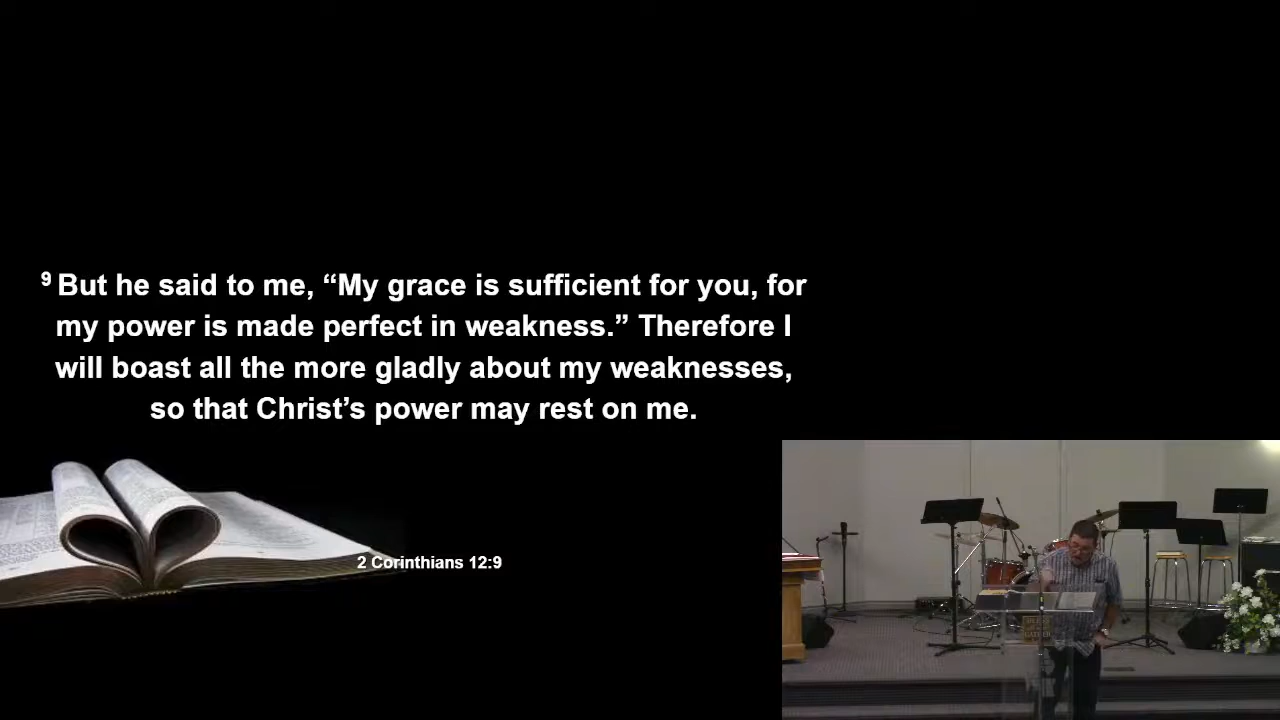 9 But he said to me, “My grace is sufficient for you, for
my power is made perfect in weakness.” Therefore I
will boast all the more gladly about my weaknesses,
so that Christ’s power may rest on me.
2 Corinthians 12:9
GATHER